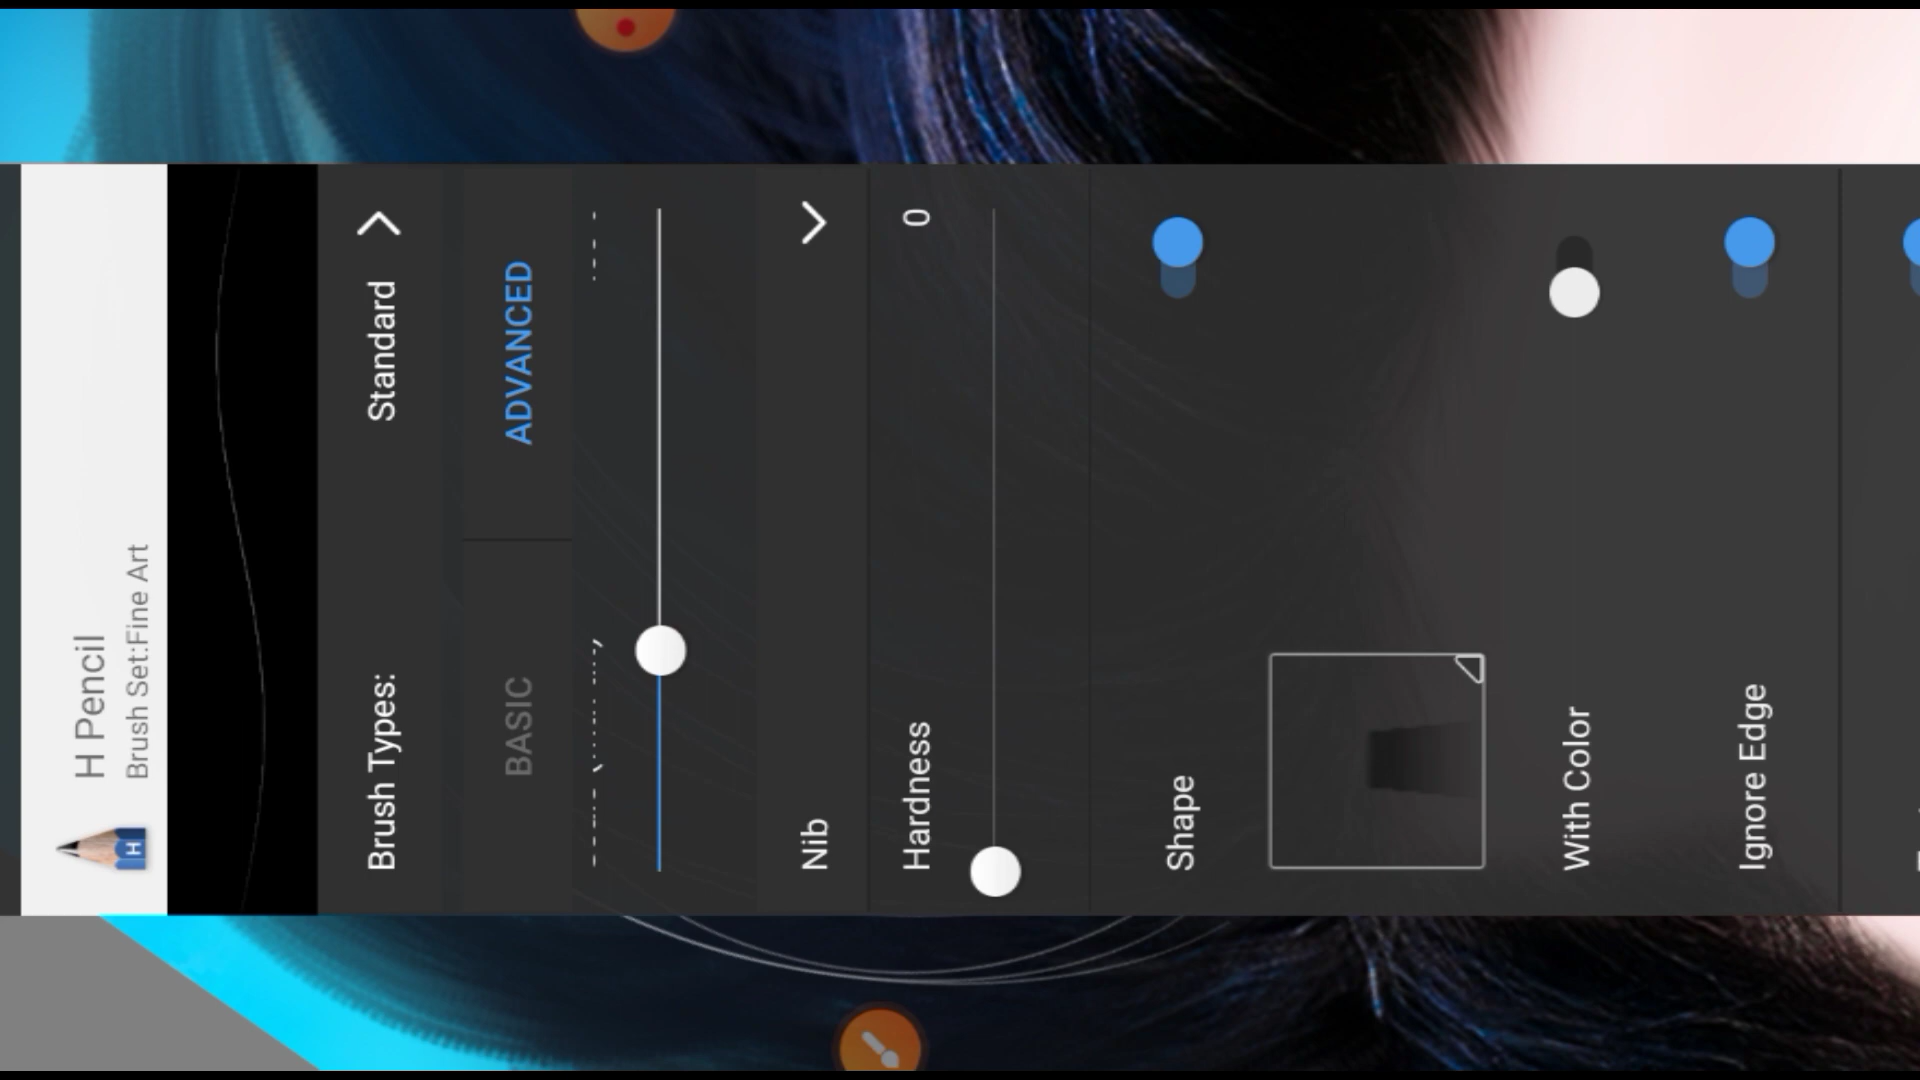 H Pencil
Brush Set:Fine Art
H
Brush Types: Standard
BASIC ADVANCED
Nib
Hardness 0
Shape
With Color
Ignore Edge